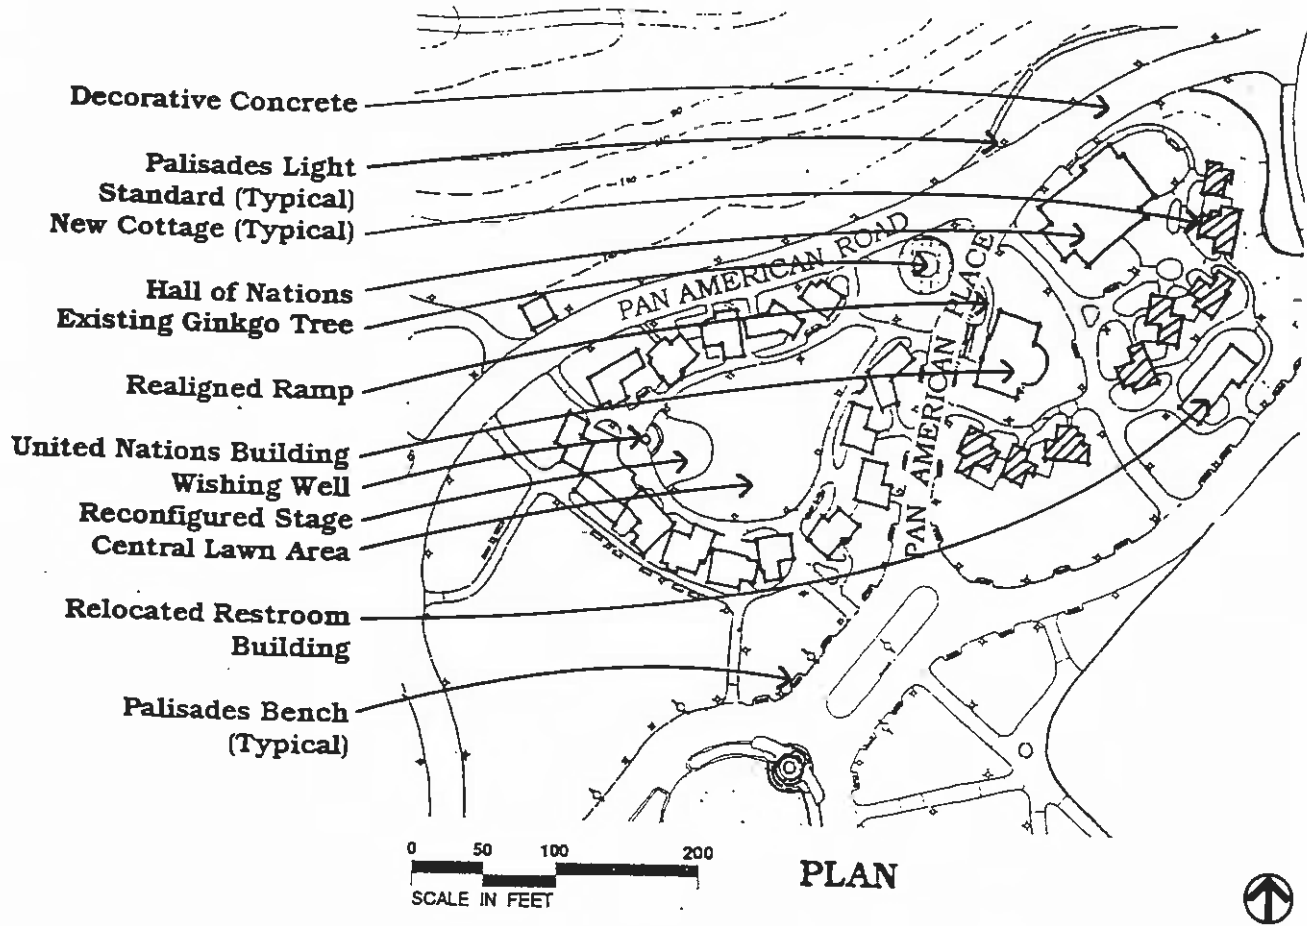 Decorative Concrete
Palisades Light
Standard (Typical)
New Cottage (Typical)
Hall of Nations
Existing Ginkgo Tree
Realigned Ramp
United Nations Building
Wishing Well
Reconfigured Stage
Central Lawn Area
Relocated Restroom
Building
Palisades Bench
(Typical)
PAN AMERICAN ROAD
PAN AMERICAN PLACE
0 50 100 200
SCALE IN FEET
PLAN